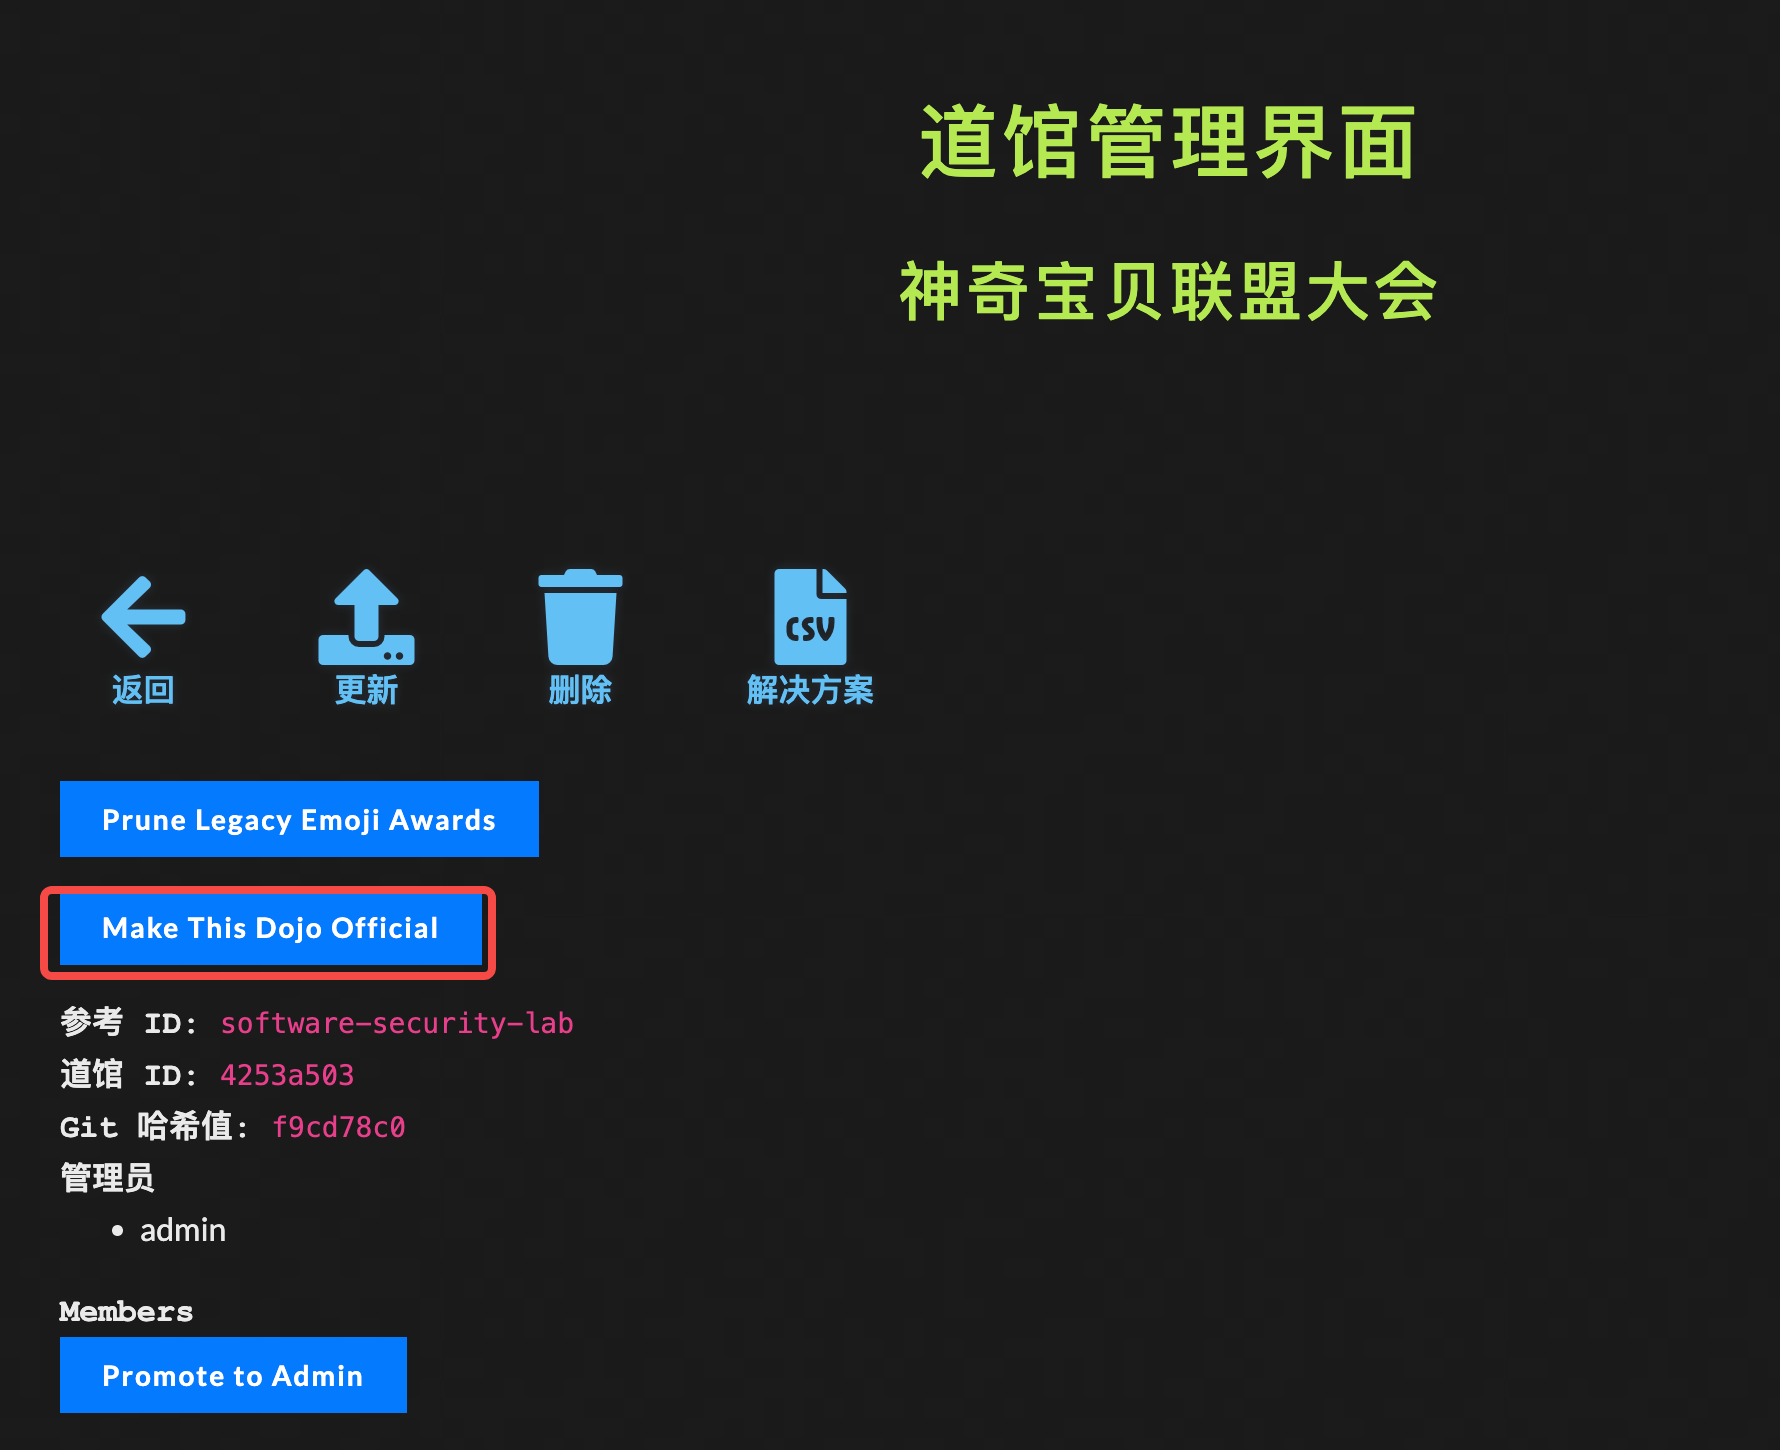 道馆管理界面
神奇宝贝联盟大会
CSV
返回 更新 删除 解决方案
Prune Legacy Emoji Awards
Make This Dojo Official
参考 ID: software-security-lab
道馆 ID: 4253a503
Git 哈希值: f9cd78c0
管理员
• admin
Members
Promote to Admin